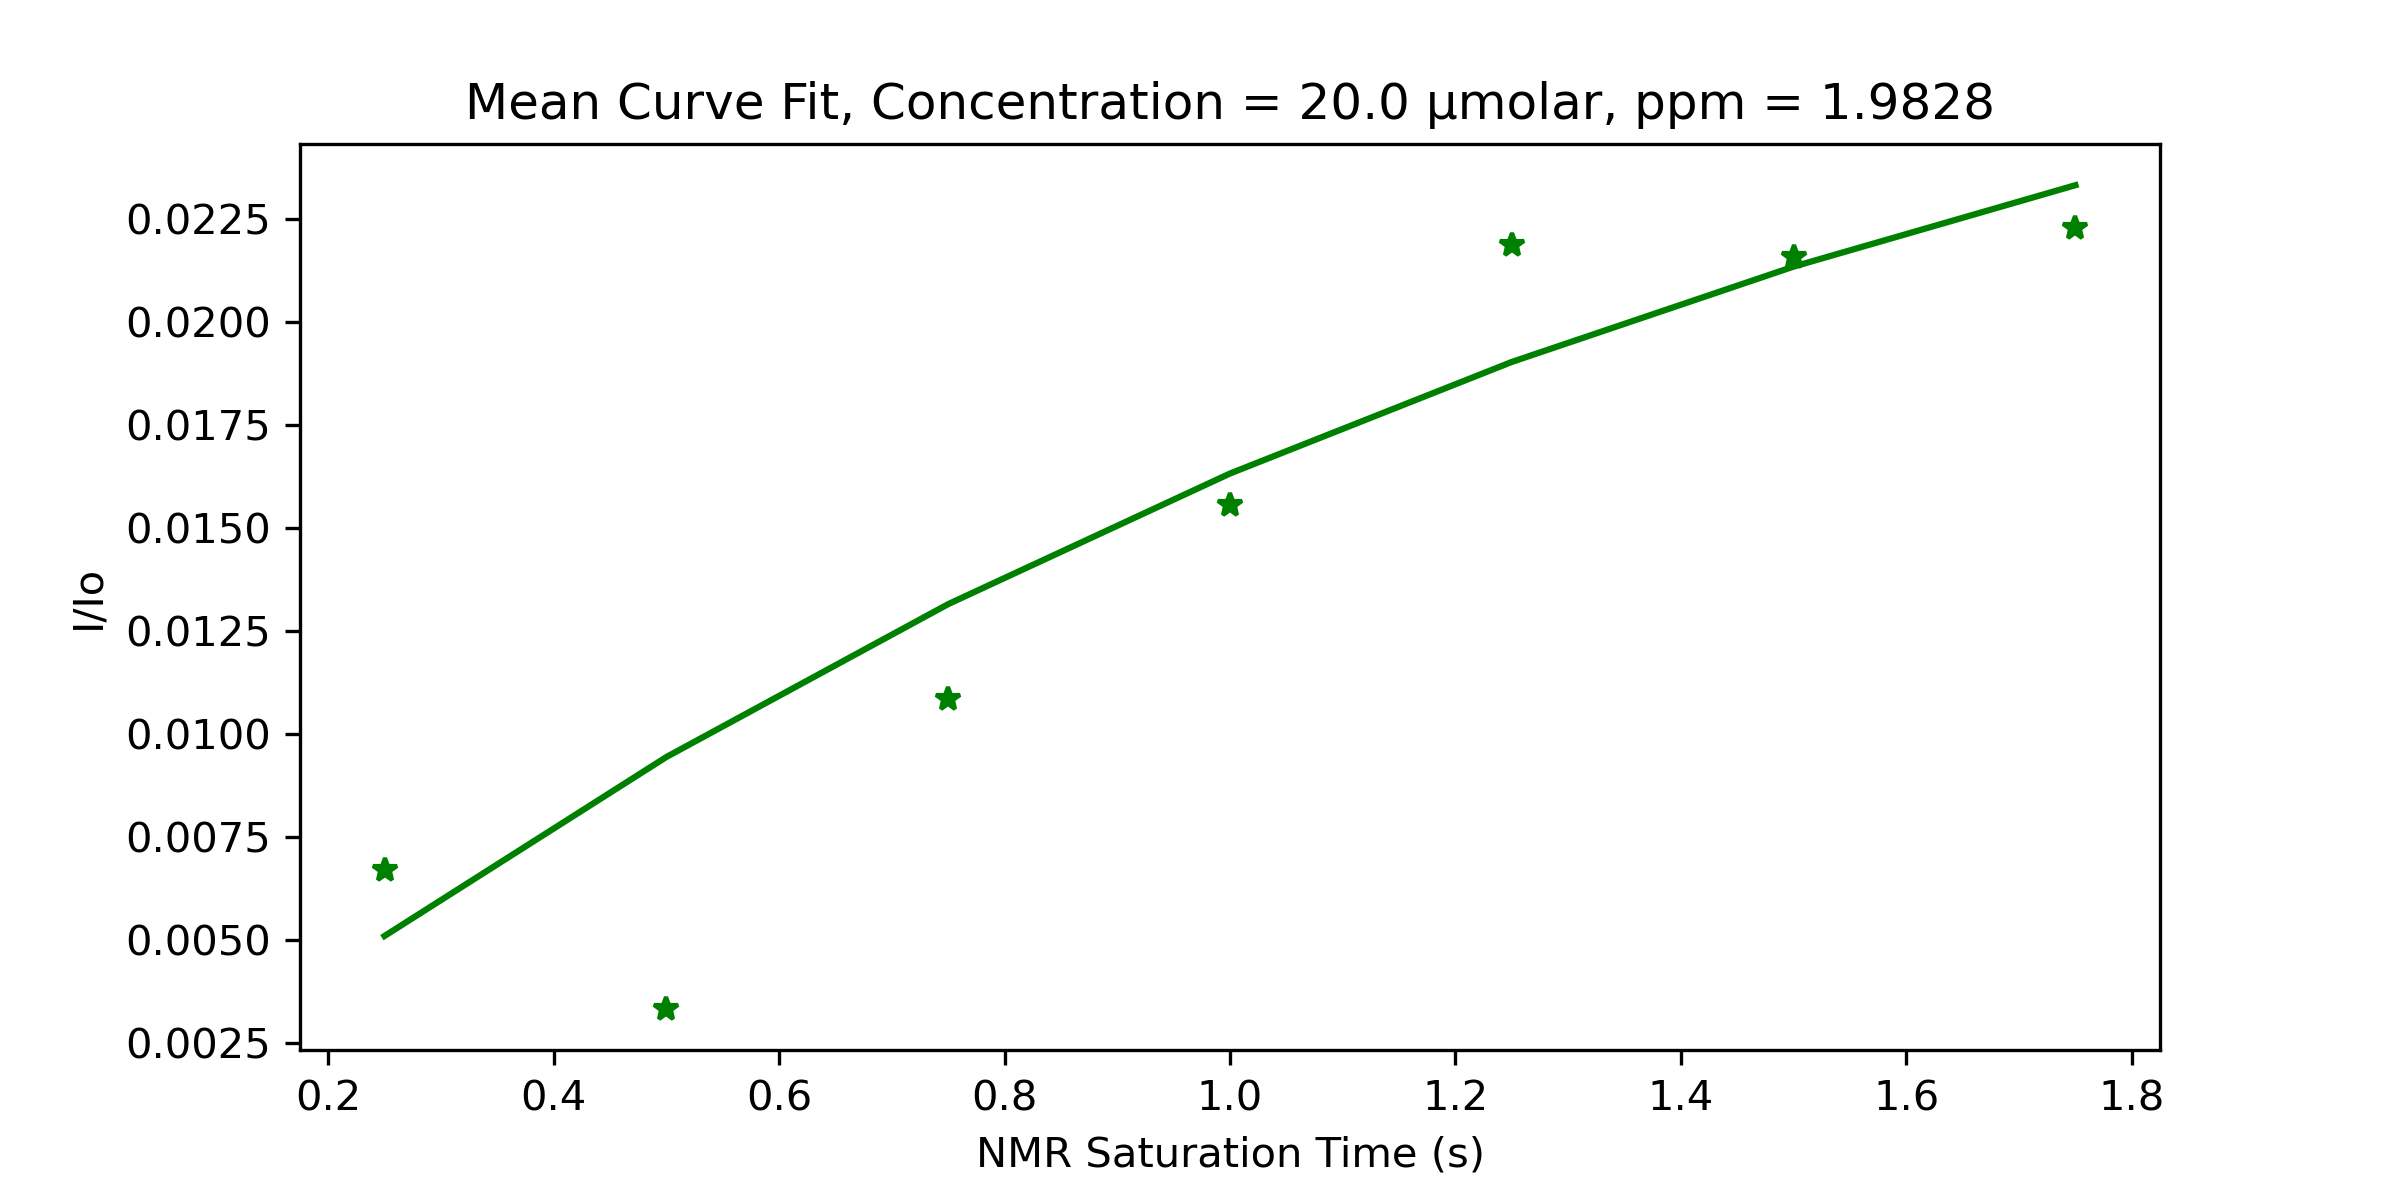 Mean Curve Fit, Concentration = 20.0 μmolar, ppm = 1.9828
0.0225
0.0200
0.0175
0.0150
0.0125
0.0100
0.0075
0.0050
0.0025
I/Io
0.2 0.4 0.6 0.8 1.0 1.2 1.4 1.6 1.8
NMR Saturation Time (s)